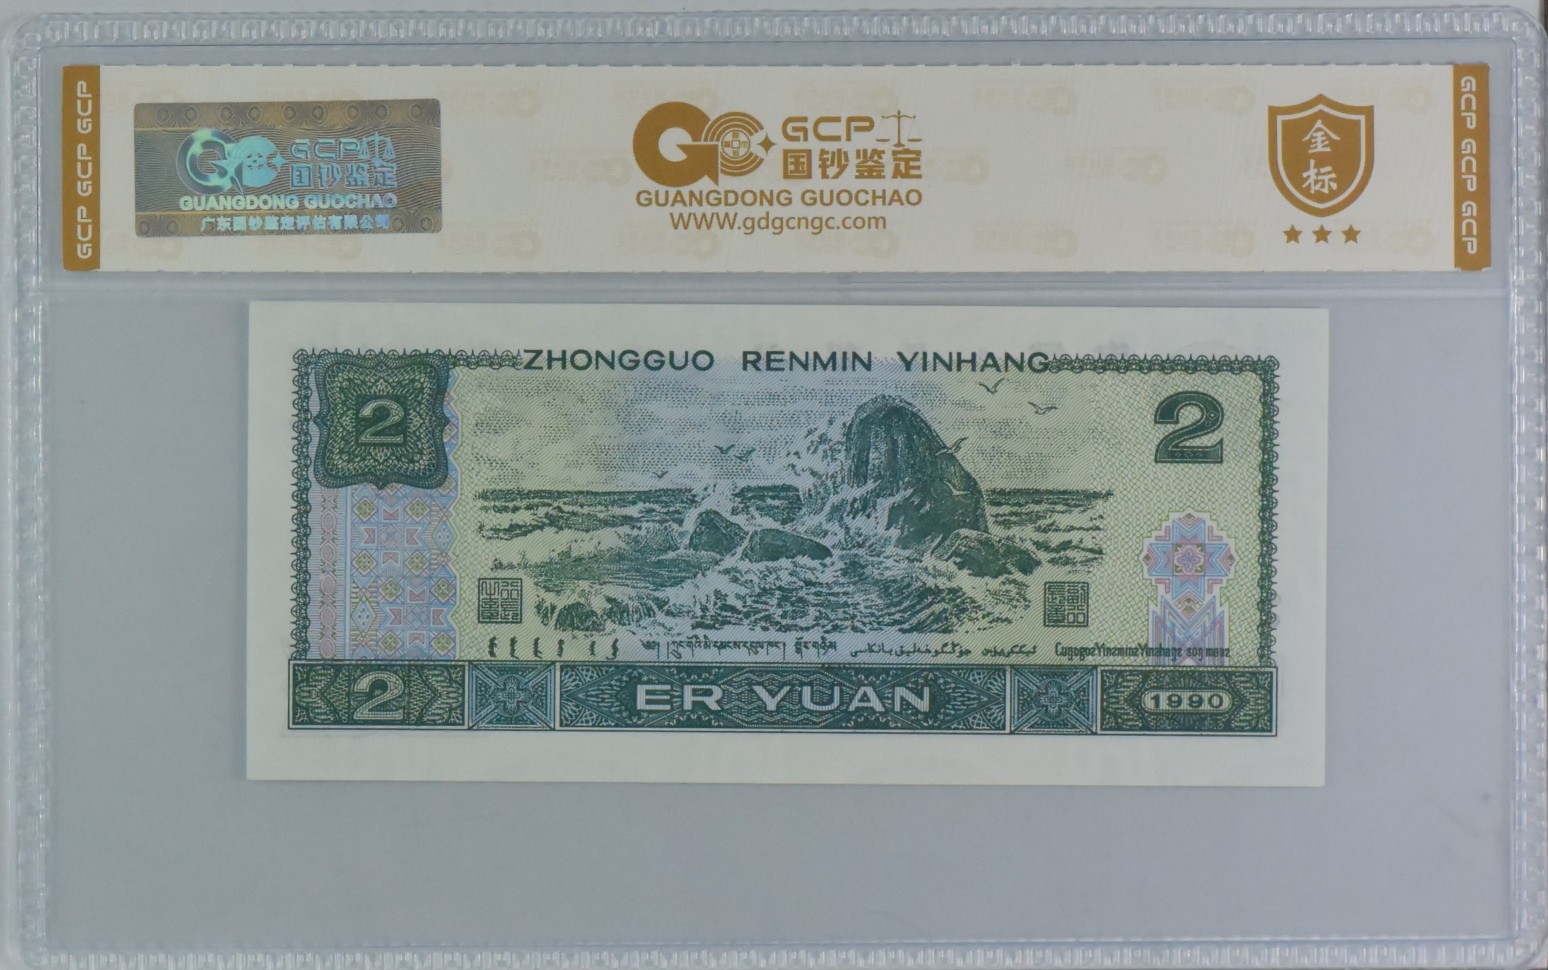 GCP GCP GCP
GCP
国钞鉴定
GUANGDONG GUOCHAO
广东国钞鉴定评估有限公司
GCP
国钞鉴定
GUANGDONG GUOCHAO
WWW.gdgcngc.com
金
标
GCP GCP GCP
ZHONGGUO RENMIN YINHANG
2
2
2
ER YUAN
1990